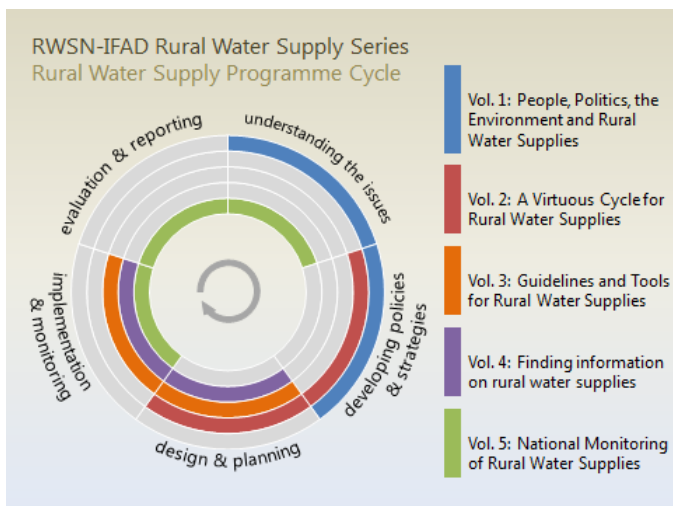 RWSN-IFAD Rural Water Supply Series
Rural Water Supply Programme Cycle
evaluation & reporting
understanding the issues
developing policies
& strategies
design & planning
implementation
& monitoring
Vol. 1: People, Politics, the
Environment and Rural
Water Supplies
Vol. 2: A Virtuous Cycle for
Rural Water Supplies
Vol. 3: Guidelines and Tools
for Rural Water Supplies
Vol. 4: Finding information
on rural water supplies
Vol. 5: National Monitoring
of Rural Water Supplies